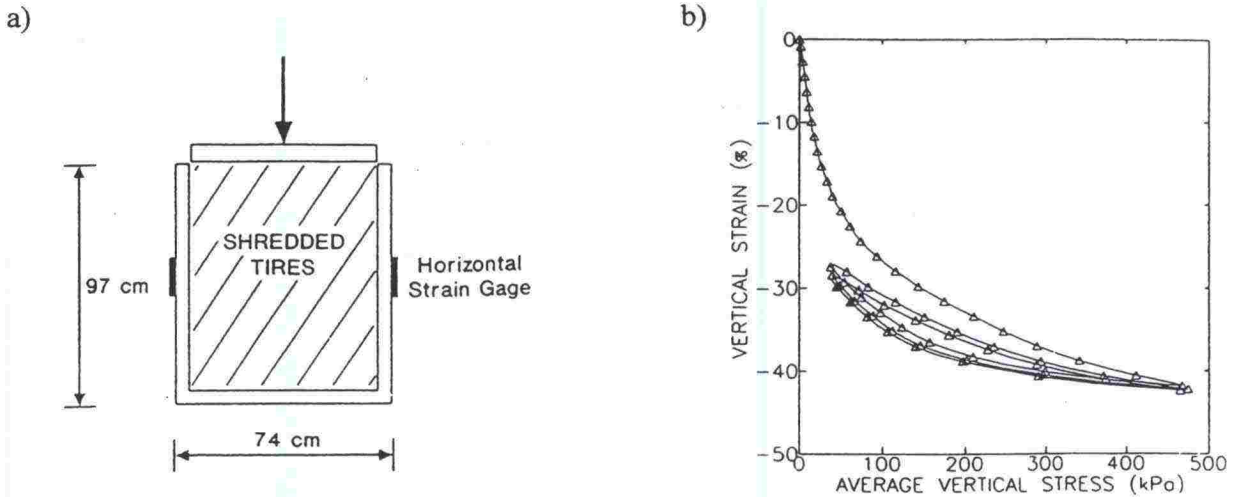 a)
SHREDDED
TIRES
97 cm
Horizontal
Strain Gage
74 cm
b)
VERTICAL STRAIN (%)
0
-10
-20
-30
-40
-50
0 100 200 300 400 500
AVERAGE VERTICAL STRESS (kPa)